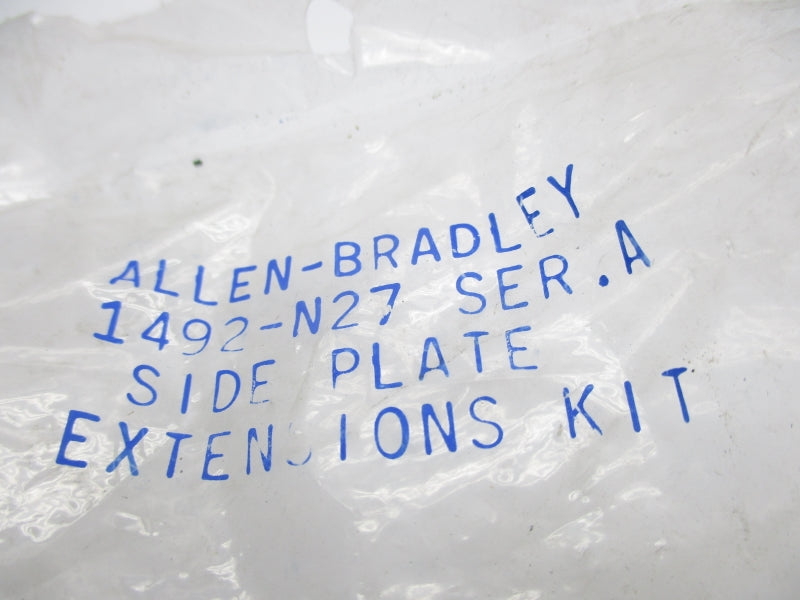 ALLEN-BRADLEY
1492-N27 SER.A
SIDE PLATE
EXTENSIONS KIT